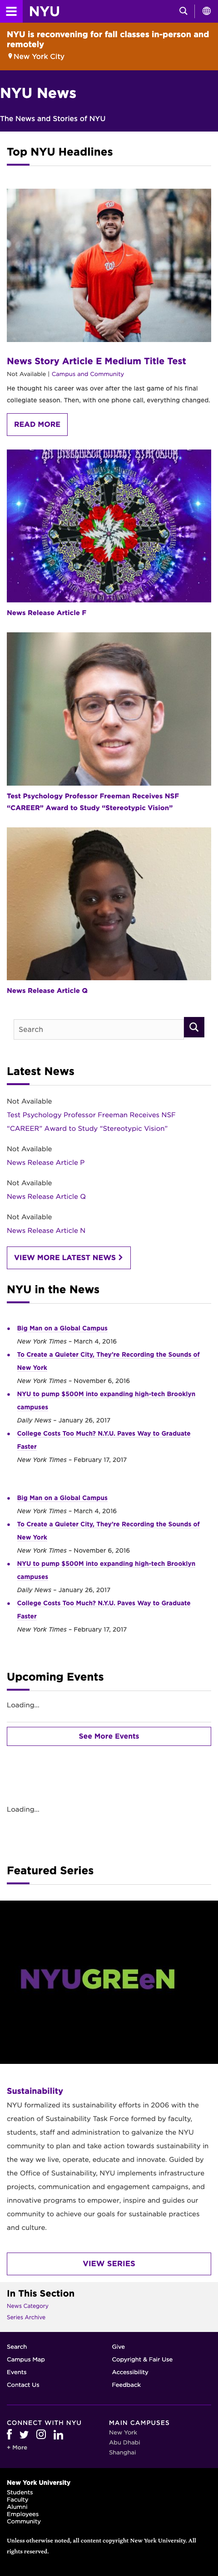 NYU
NYU is reconvening for fall classes in-person and
remotely
New York City
NYU News
The News and Stories of NYU
Top NYU Headlines
News Story Article E Medium Title Test
Not Available | Campus and Community
He thought his career was over after the last game of his final
collegiate season. Then, with one phone call, everything changed.
READ MORE
News Release Article F
Test Psychology Professor Freeman Receives NSF
“CAREER” Award to Study “Stereotypic Vision”
News Release Article Q
Search
Latest News
Not Available
Test Psychology Professor Freeman Receives NSF
“CAREER” Award to Study “Stereotypic Vision”
Not Available
News Release Article P
Not Available
News Release Article Q
Not Available
News Release Article N
VIEW MORE LATEST NEWS
NYU in the News
Big Man on a Global Campus
New York Times – March 4, 2016
To Create a Quieter City, They’re Recording the Sounds of
New York
New York Times – November 6, 2016
NYU to pump $500M into expanding high-tech Brooklyn
campuses
Daily News – January 26, 2017
College Costs Too Much? N.Y.U. Paves Way to Graduate
Faster
New York Times – February 17, 2017
Big Man on a Global Campus
New York Times – March 4, 2016
To Create a Quieter City, They’re Recording the Sounds of
New York
New York Times – November 6, 2016
NYU to pump $500M into expanding high-tech Brooklyn
campuses
Daily News – January 26, 2017
College Costs Too Much? N.Y.U. Paves Way to Graduate
Faster
New York Times – February 17, 2017
Upcoming Events
Loading...
See More Events
Loading...
Featured Series
NYUGREeN
Sustainability
NYU formalized its sustainability efforts in 2006 with the
creation of Sustainability Task Force formed by faculty,
students, staff and administration to galvanize the NYU
community to plan and take action towards sustainability in
the way we live, operate, educate and innovate. Guided by
the Office of Sustainability, NYU implements infrastructure
projects, communication and engagement campaigns, and
innovative programs to empower, inspire and guides our
community to achieve our goals for sustainable practices
and culture.
VIEW SERIES
In This Section
News Category
Series Archive
Search
Give
Campus Map
Copyright & Fair Use
Events
Accessibility
Contact Us
Feedback
CONNECT WITH NYU
+ More
MAIN CAMPUSES
New York
Abu Dhabi
Shanghai
New York University
Students
Faculty
Alumni
Employees
Community
Unless otherwise noted, all content copyright New York University. All
rights reserved.